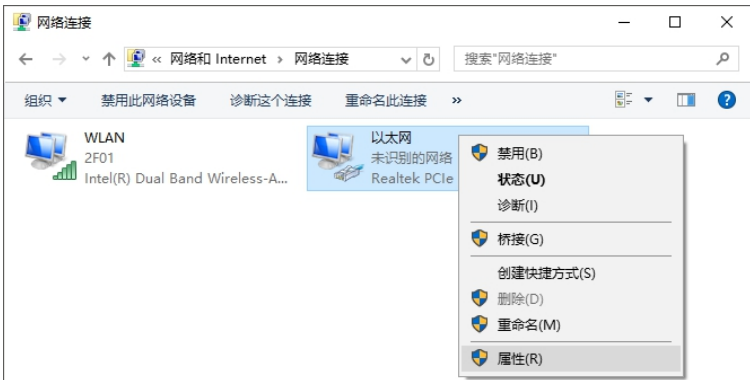 网络连接
« 网络和 Internet › 网络连接
搜索"网络连接"
组织 禁用此网络设备 诊断这个连接 重命名此连接 »
WLAN
2F01
Intel(R) Dual Band Wireless-A...
以太网
未识别的网络
Realtek PCIe
禁用(B)
状态(U)
诊断(I)
桥接(G)
创建快捷方式(S)
删除(D)
重命名(M)
属性(R)